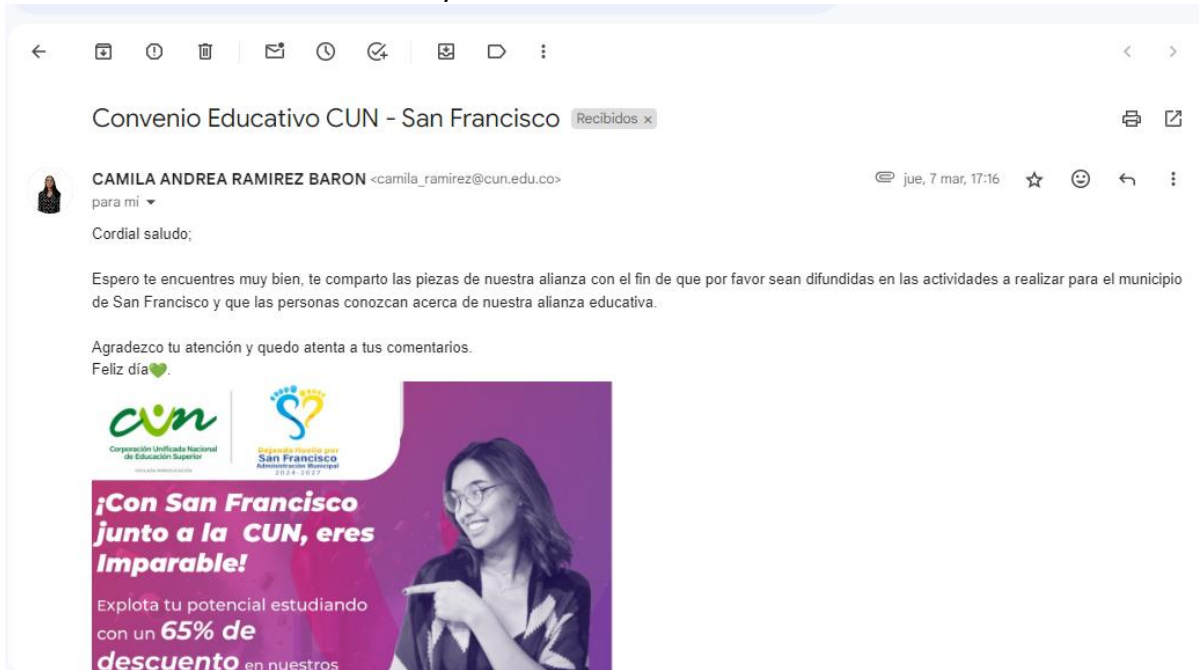 Convenio Educativo CUN - San Francisco Recibidos x
CAMILA ANDREA RAMIREZ BARON <camila_ramirez@cun.edu.co>
jue, 7 mar, 17:16
para mí
Cordial saludo;
Espero te encuentres muy bien, te comparto las piezas de nuestra alianza con el fin de que por favor sean difundidas en las actividades a realizar para el municipio
de San Francisco y que las personas conozcan acerca de nuestra alianza educativa.
Agradezco tu atención y quedo atenta a tus comentarios.
Feliz día💚.
cun
Corporación Unificada Nacional
de Educación Superior
Dejando Huella por
San Francisco
Administración Municipal
2024-2027
¡Con San Francisco
junto a la CUN, eres
Imparable!
Explota tu potencial estudiando
con un 65% de
descuento en nuestros